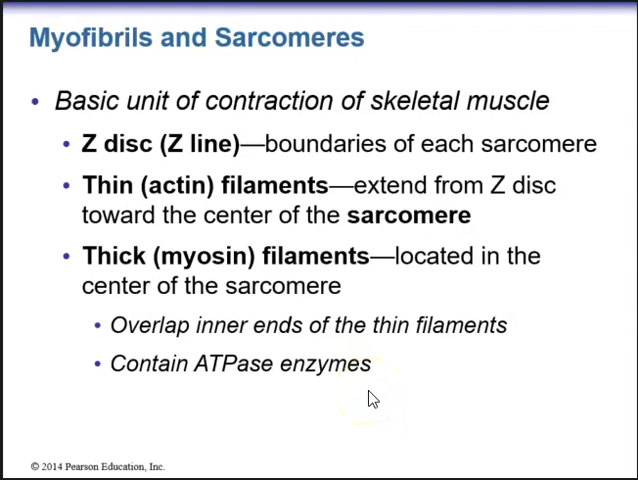 Myofibrils and Sarcomeres
• Basic unit of contraction of skeletal muscle
• Z disc (Z line)—boundaries of each sarcomere
• Thin (actin) filaments—extend from Z disc
toward the center of the sarcomere
• Thick (myosin) filaments—located in the
center of the sarcomere
• Overlap inner ends of the thin filaments
• Contain ATPase enzymes
© 2014 Pearson Education, Inc.